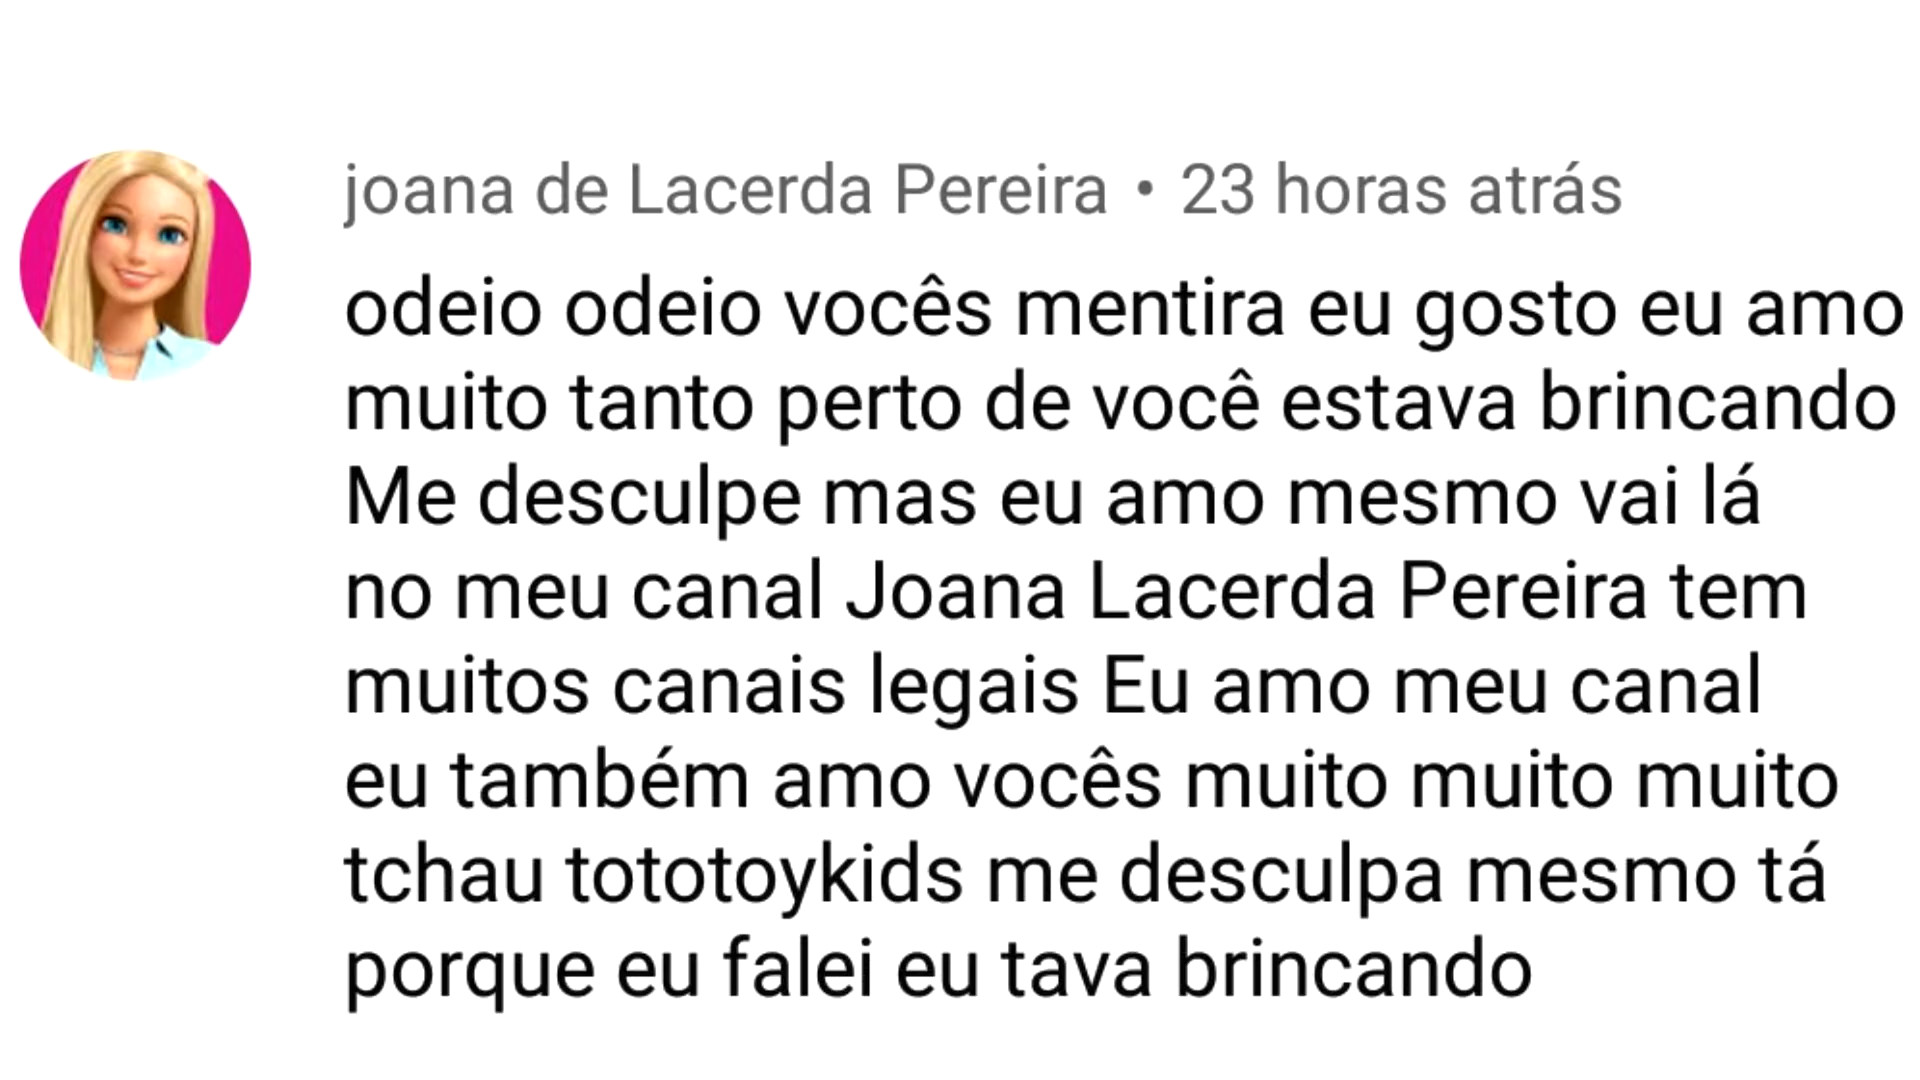 joana de Lacerda Pereira • 23 horas atrás
odeio odeio vocês mentira eu gosto eu amo
muito tanto perto de você estava brincando
Me desculpe mas eu amo mesmo vai lá
no meu canal Joana Lacerda Pereira tem
muitos canais legais Eu amo meu canal
eu também amo vocês muito muito muito
tchau tototoykids me desculpa mesmo tá
porque eu falei eu tava brincando